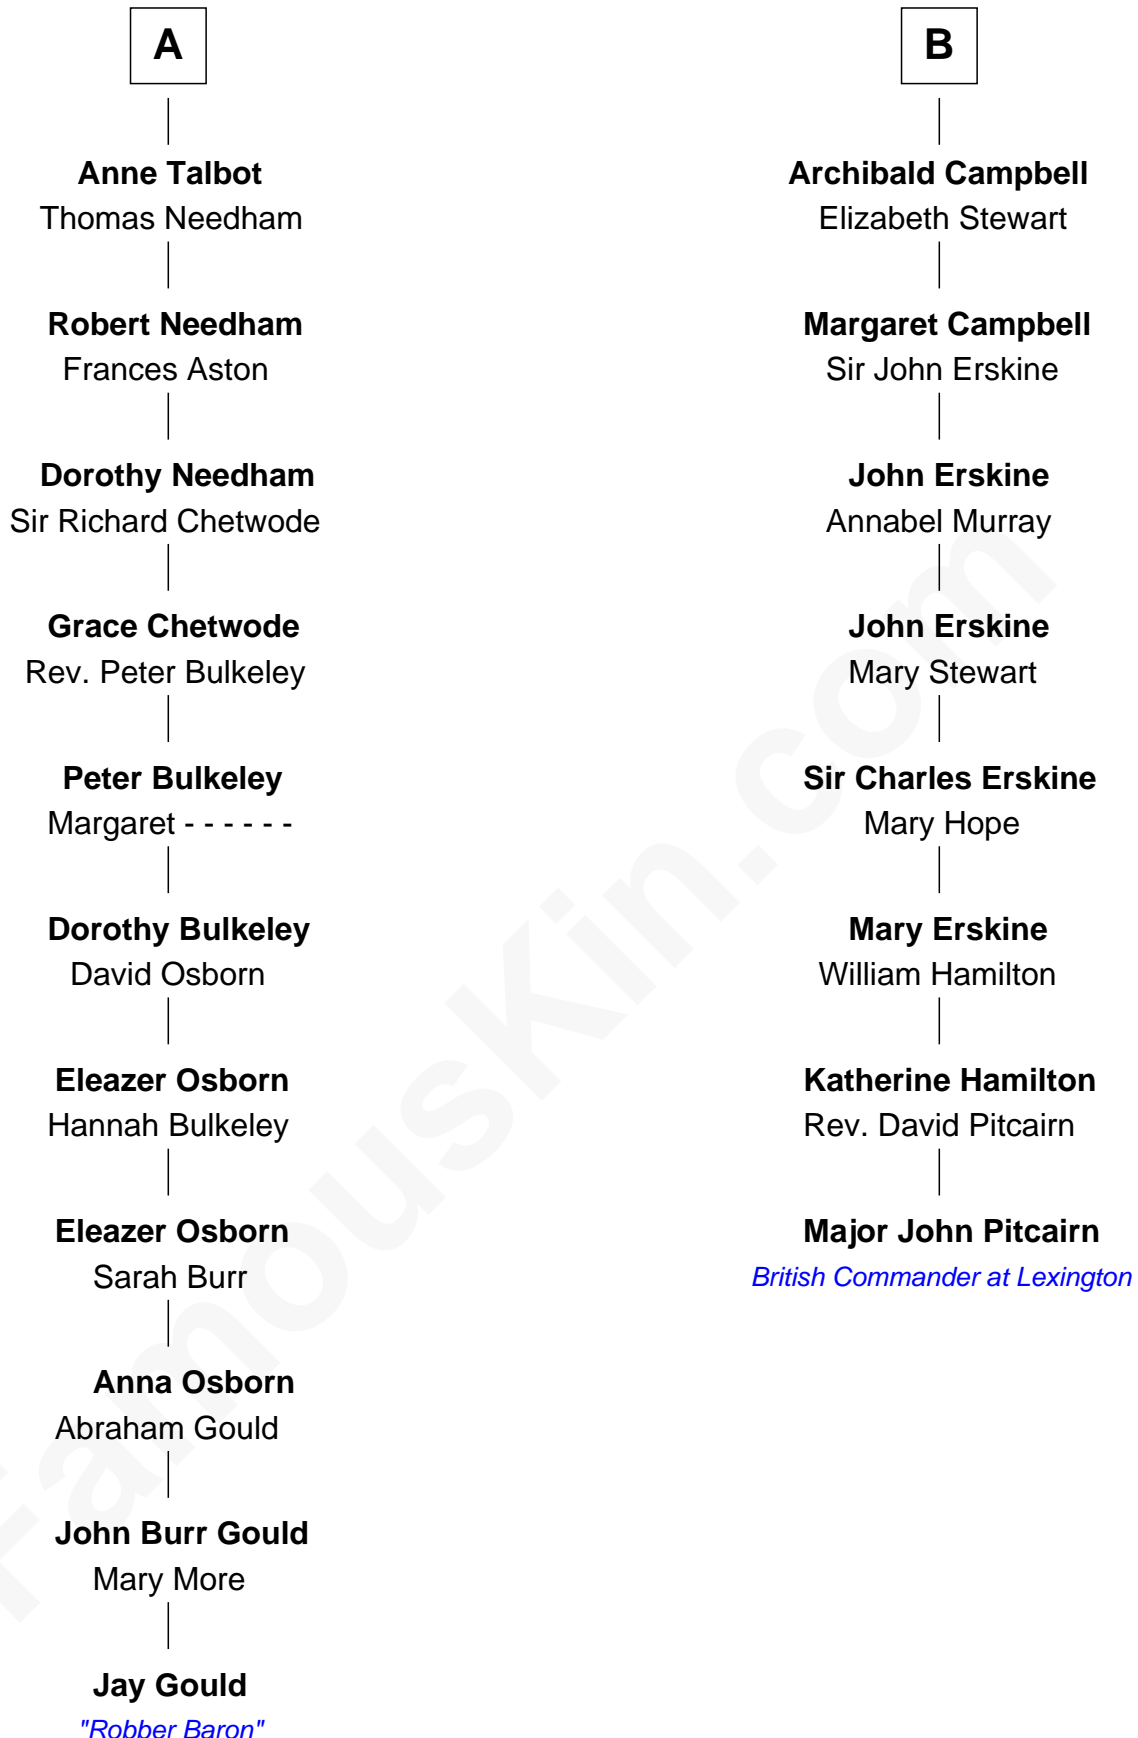 A
Anne Talbot
Thomas Needham
Robert Needham
Frances Aston
Dorothy Needham
Sir Richard Chetwode
Grace Chetwode
Rev. Peter Bulkeley
Peter Bulkeley
Margaret - - - - - -
Dorothy Bulkeley
David Osborn
Eleazer Osborn
Hannah Bulkeley
Eleazer Osborn
Sarah Burr
Anna Osborn
Abraham Gould
John Burr Gould
Mary More
Jay Gould
"Robber Baron"
B
Archibald Campbell
Elizabeth Stewart
Margaret Campbell
Sir John Erskine
John Erskine
Annabel Murray
John Erskine
Mary Stewart
Sir Charles Erskine
Mary Hope
Mary Erskine
William Hamilton
Katherine Hamilton
Rev. David Pitcairn
Major John Pitcairn
British Commander at Lexington
FamousKin.com